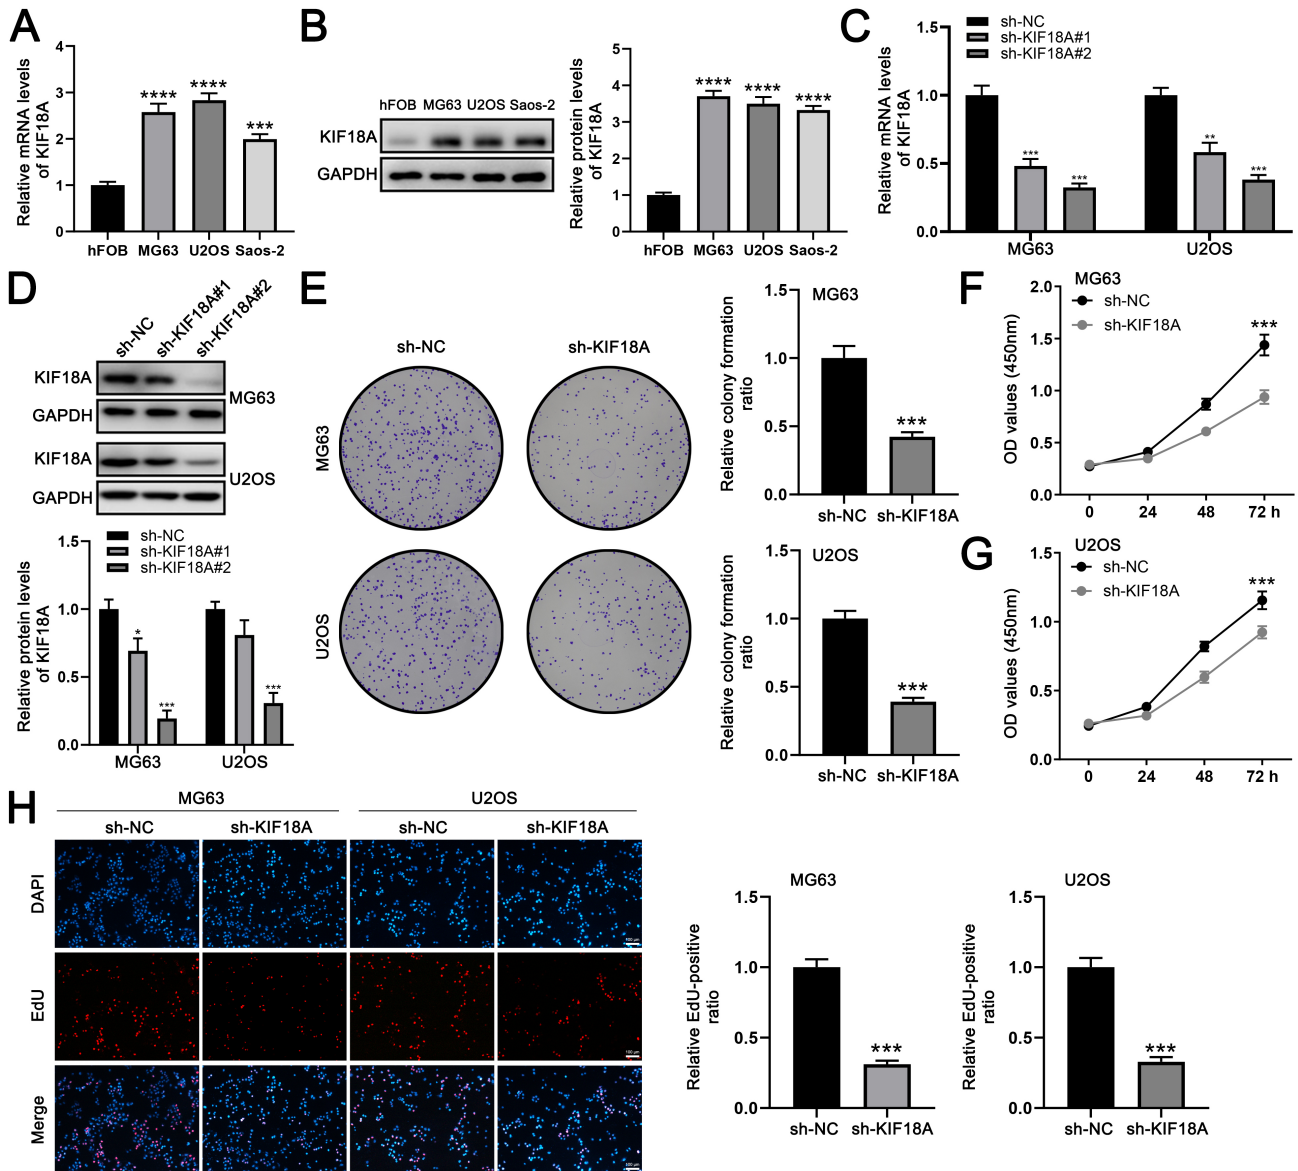 A
Relative mRNA levels
of KIF18A
4
3
2
1
0
****
****
***
hFOB MG63 U2OS Saos-2
B
hFOB MG63 U2OS Saos-2
KIF18A
GAPDH
Relative protein levels
of KIF18A
5
4
3
2
1
0
****
****
****
hFOB MG63 U2OS Saos-2
C
sh-NC
sh-KIF18A#1
sh-KIF18A#2
Relative mRNA levels
of KIF18A
1.5
1.0
0.5
0.0
***
***
**
***
MG63 U2OS
D
sh-NC
sh-KIF18A#1
sh-KIF18A#2
KIF18A
GAPDH
MG63
KIF18A
GAPDH
U2OS
sh-NC
sh-KIF18A#1
sh-KIF18A#2
Relative protein levels
of KIF18A
1.5
1.0
0.5
0.0
*
***
***
MG63 U2OS
E
sh-NC sh-KIF18A
MG63
U2OS
MG63
Relative colony formation
ratio
1.5
1.0
0.5
0.0
***
sh-NC sh-KIF18A
U2OS
Relative colony formation
ratio
1.5
1.0
0.5
0.0
***
sh-NC sh-KIF18A
F
MG63
sh-NC
sh-KIF18A
OD values (450nm)
2.0
1.5
1.0
0.5
0.0
***
0 24 48 72 h
G
U2OS
sh-NC
sh-KIF18A
OD values (450nm)
1.5
1.0
0.5
0.0
***
0 24 48 72 h
H
MG63 U2OS
sh-NC sh-KIF18A sh-NC sh-KIF18A
DAPI
100 μm
EdU
100 μm
Merge
100 μm
MG63
Relative EdU-positive
ratio
1.5
1.0
0.5
0.0
***
sh-NC sh-KIF18A
U2OS
Relative EdU-positive
ratio
1.5
1.0
0.5
0.0
***
sh-NC sh-KIF18A